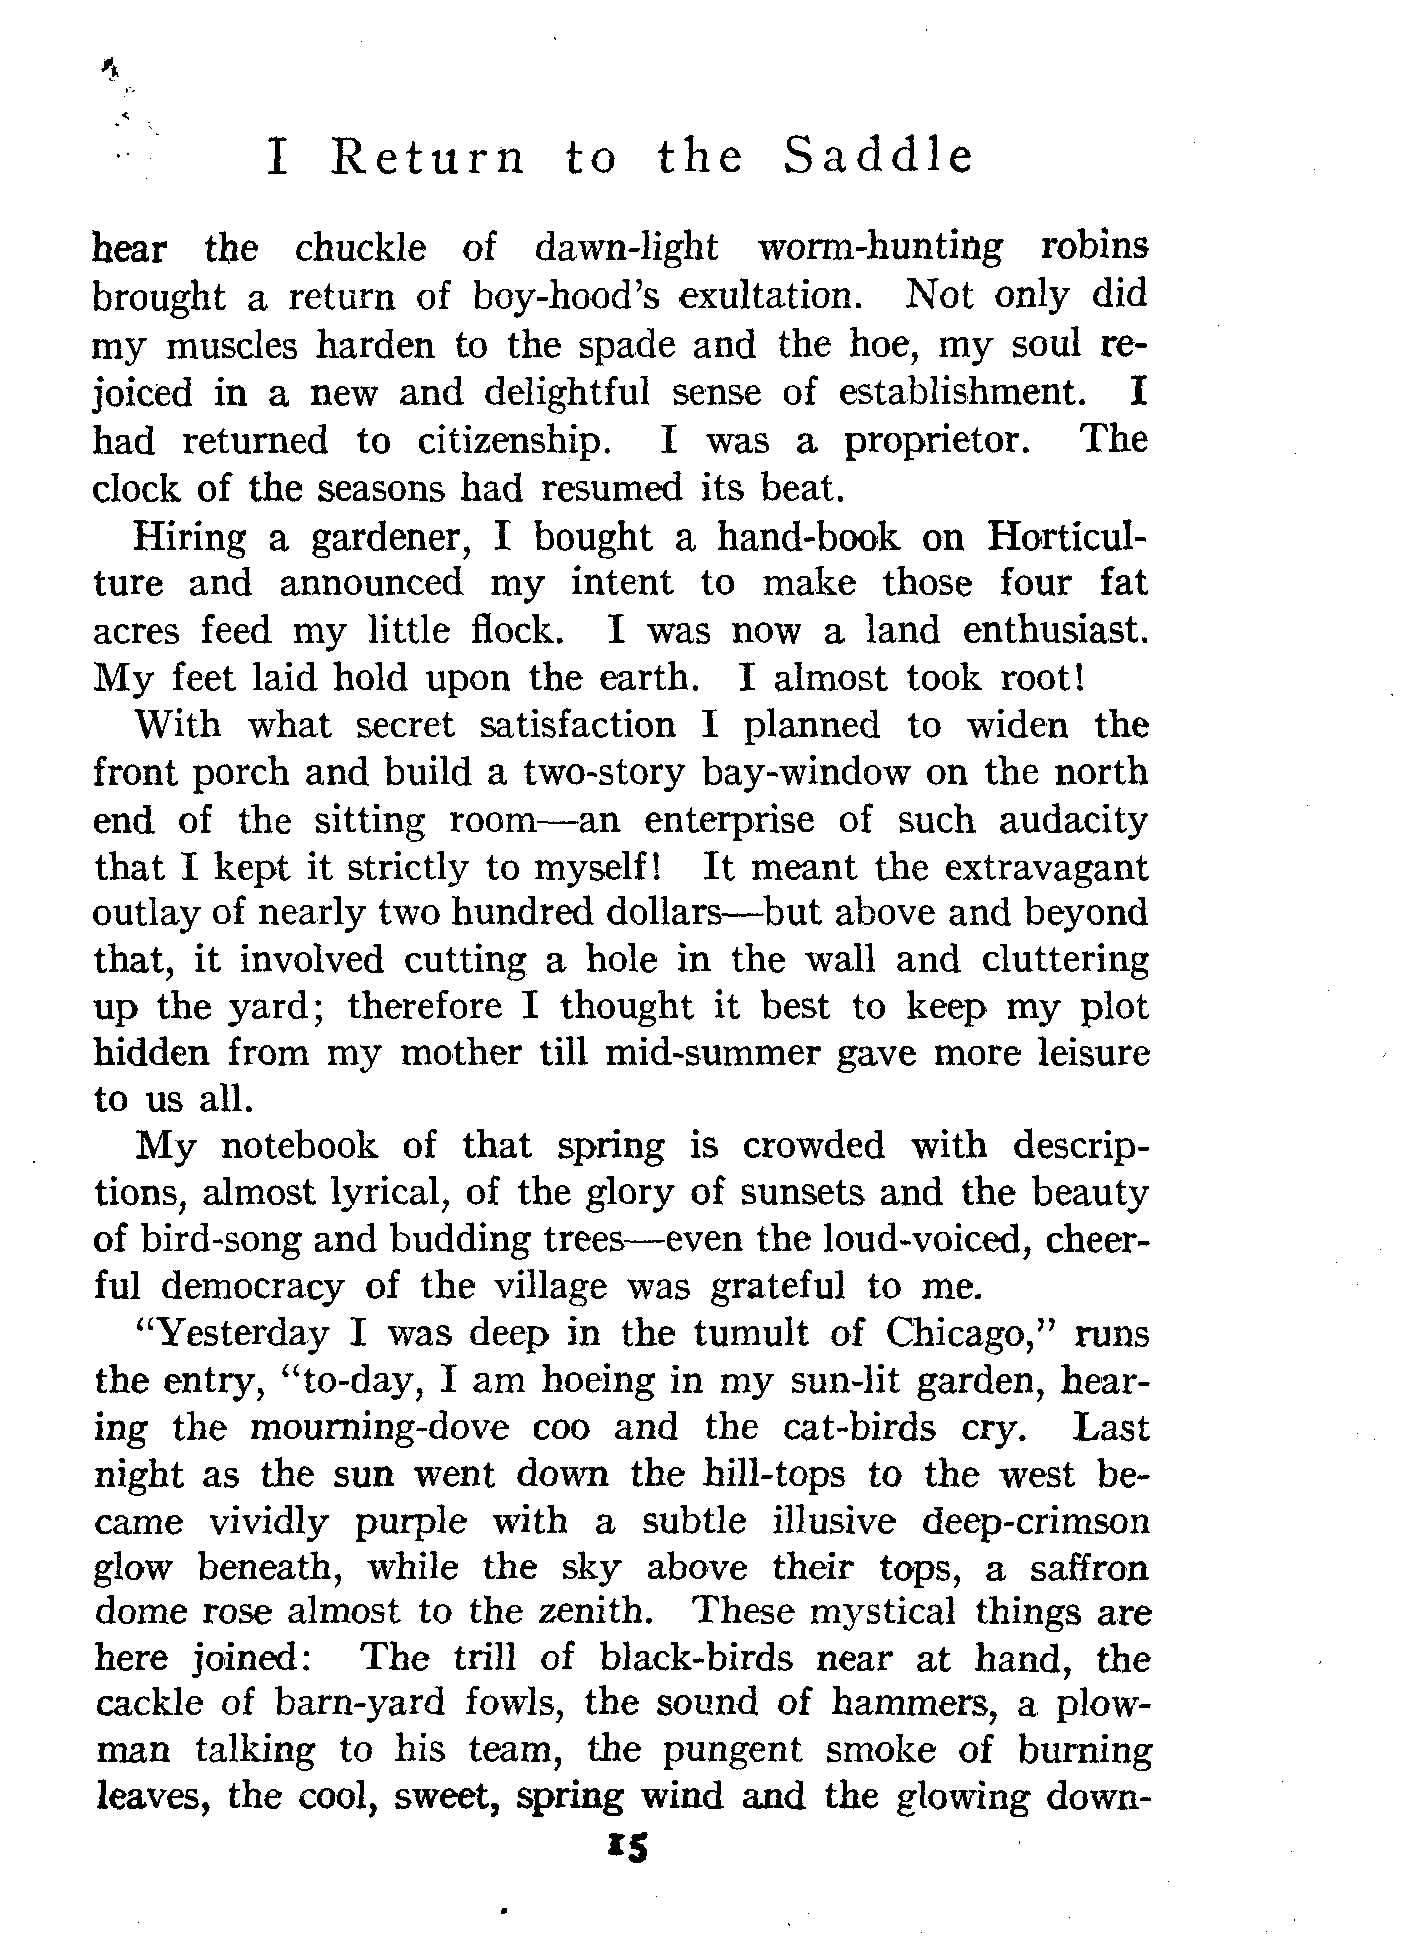 I Return to the Saddle
hear the chuckle of dawn-light worm-hunting robins
brought a return of boy-hood's exultation. Not only did
my muscles harden to the spade and the hoe, my soul re-
joiced in a new and delightful sense of establishment. I
had returned to citizenship. I was a proprietor. The
clock of the seasons had resumed its beat.
Hiring a gardener, I bought a hand-book on Horticul-
ture and announced my intent to make those four fat
acres feed my little flock. I was now a land enthusiast.
My feet laid hold upon the earth. I almost took root!
With what secret satisfaction I planned to widen the
front porch and build a two-story bay-window on the north
end of the sitting room—an enterprise of such audacity
that I kept it strictly to myself! It meant the extravagant
outlay of nearly two hundred dollars—but above and beyond
that, it involved cutting a hole in the wall and cluttering
up the yard; therefore I thought it best to keep my plot
hidden from my mother till mid-summer gave more leisure
to us all.
My notebook of that spring is crowded with descrip-
tions, almost lyrical, of the glory of sunsets and the beauty
of bird-song and budding trees—even the loud-voiced, cheer-
ful democracy of the village was grateful to me.
"Yesterday I was deep in the tumult of Chicago," runs
the entry, "to-day, I am hoeing in my sun-lit garden, hear-
ing the mourning-dove coo and the cat-birds cry. Last
night as the sun went down the hill-tops to the west be-
came vividly purple with a subtle illusive deep-crimson
glow beneath, while the sky above their tops, a saffron
dome rose almost to the zenith. These mystical things are
here joined: The trill of black-birds near at hand, the
cackle of barn-yard fowls, the sound of hammers, a plow-
man talking to his team, the pungent smoke of burning
leaves, the cool, sweet, spring wind and the glowing down-
15